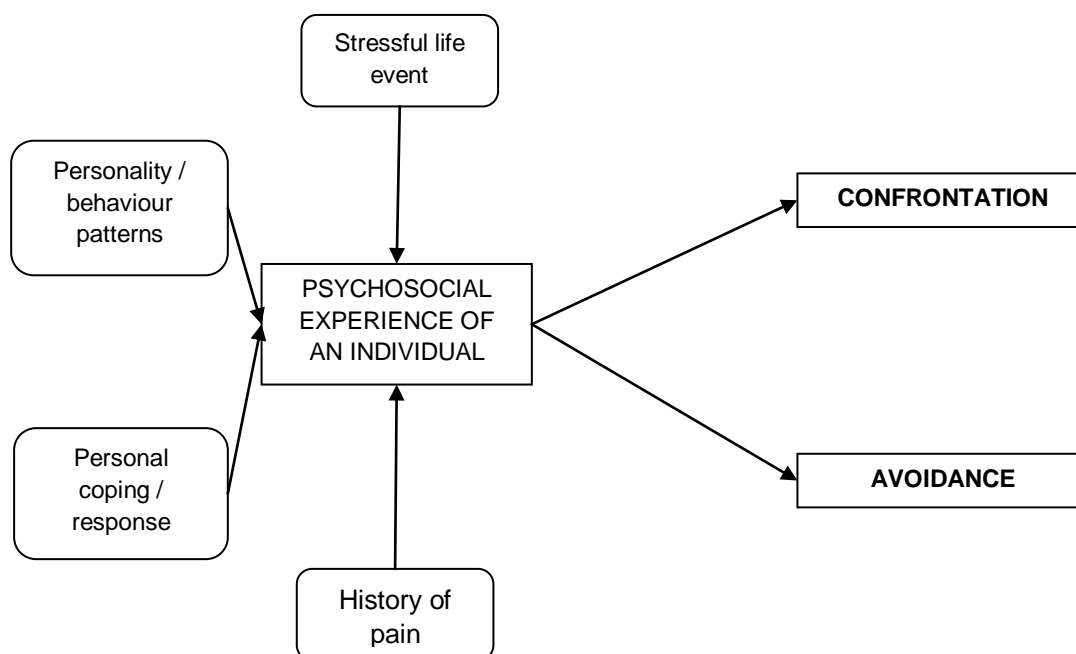 Stressful life
event
Personality /
behaviour
patterns
CONFRONTATION
PSYCHOSOCIAL
EXPERIENCE OF
AN INDIVIDUAL
Personal
coping /
response
AVOIDANCE
History of
pain